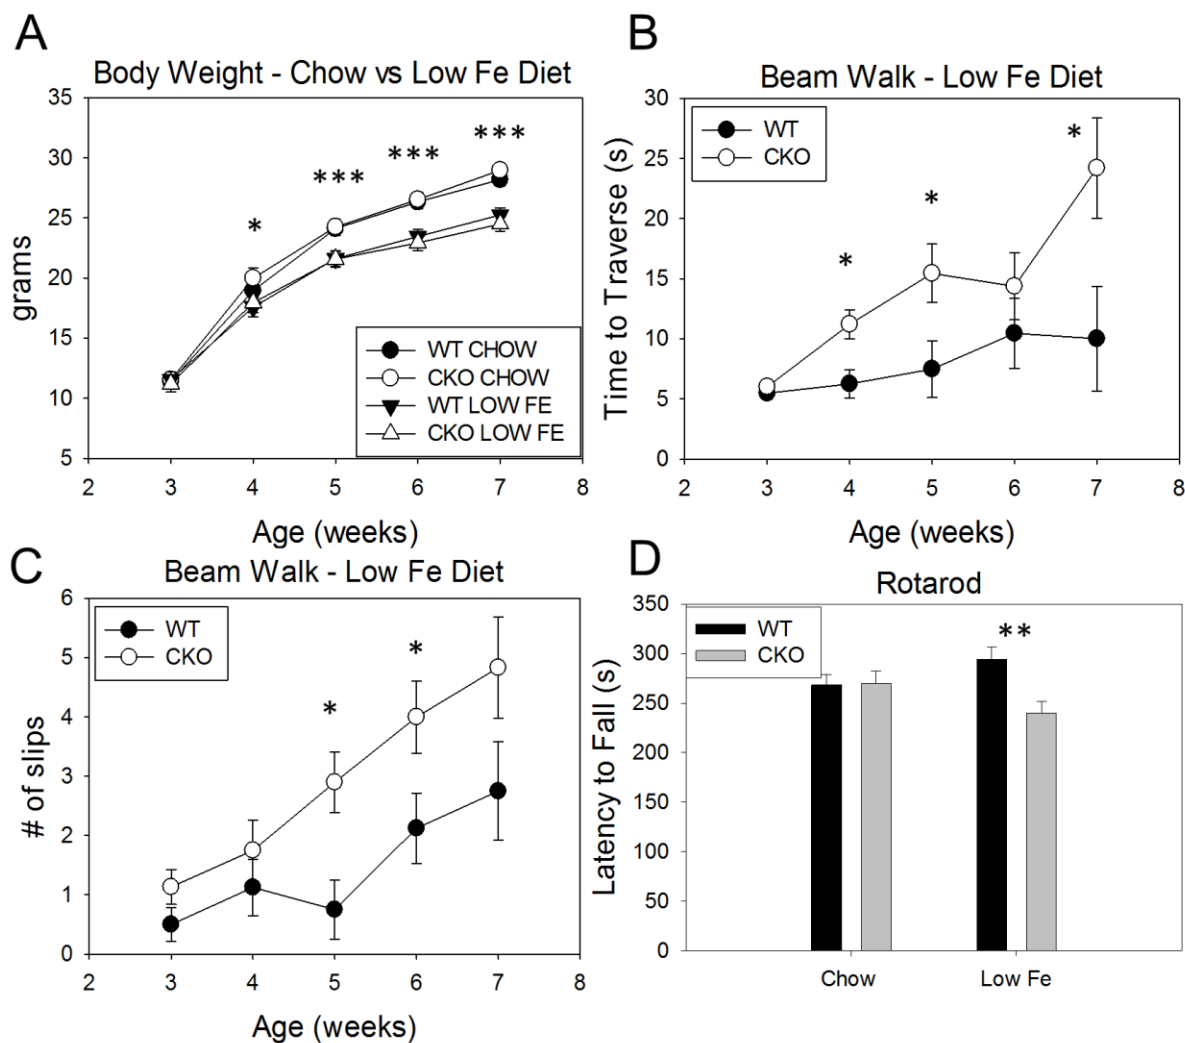 A
Body Weight - Chow vs Low Fe Diet
35
30
25
20
15
10
5
grams
*
***
***
***
WT CHOW
CKO CHOW
WT LOW FE
CKO LOW FE
2 3 4 5 6 7 8
Age (weeks)
B
Beam Walk - Low Fe Diet
30
25
20
15
10
5
0
Time to Traverse (s)
WT
CKO
*
*
*
2 3 4 5 6 7 8
Age (weeks)
C
Beam Walk - Low Fe Diet
6
5
4
3
2
1
0
# of slips
WT
CKO
*
*
2 3 4 5 6 7 8
Age (weeks)
D
Rotarod
350
300
250
200
150
100
50
0
Latency to Fall (s)
WT
CKO
**
Chow Low Fe